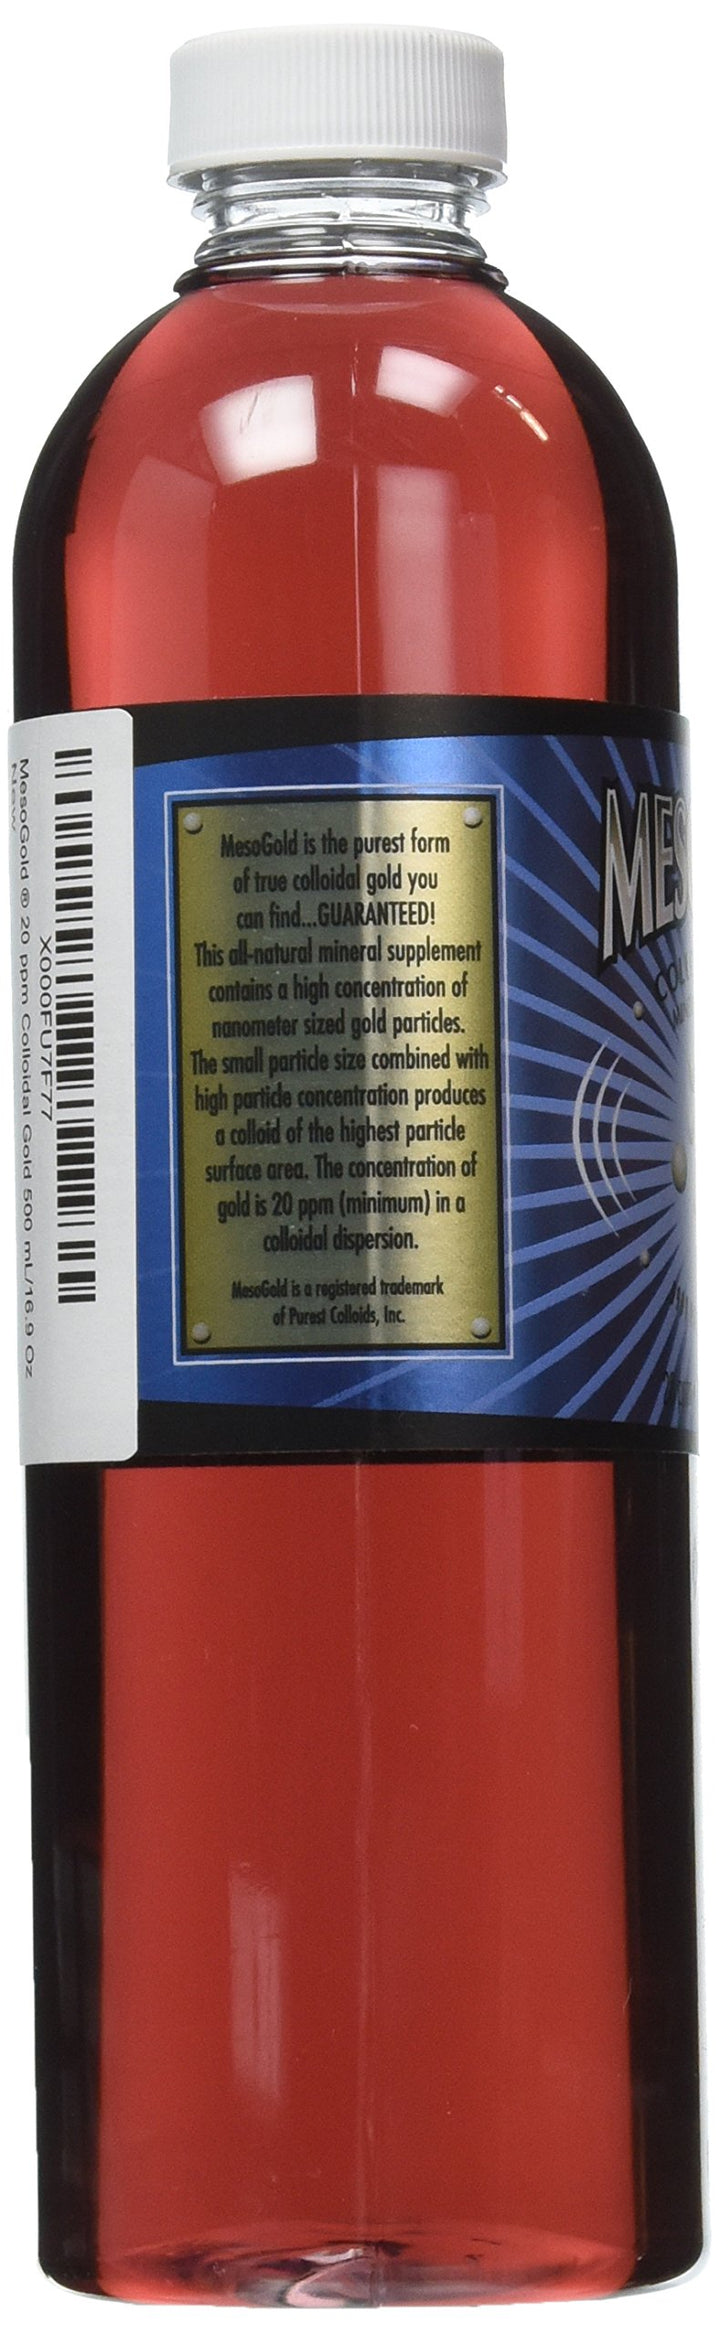 MesoGold is the purest form
of true colloidal gold you
can find...GUARANTEED!
This all-natural mineral supplement
contains a high concentration of
nanometer sized gold particles.
The small particle size combined with
high particle concentration produces
a colloid of the highest particle
surface area. The concentration of
gold is 20 ppm (minimum) in a
colloidal dispersion.
MesoGold is a registered trademark
of Purest Colloids, Inc.
X000FU7F77
MesoGold ® 20 ppm Colloidal Gold 500 mL/16.9 Oz
New
MES